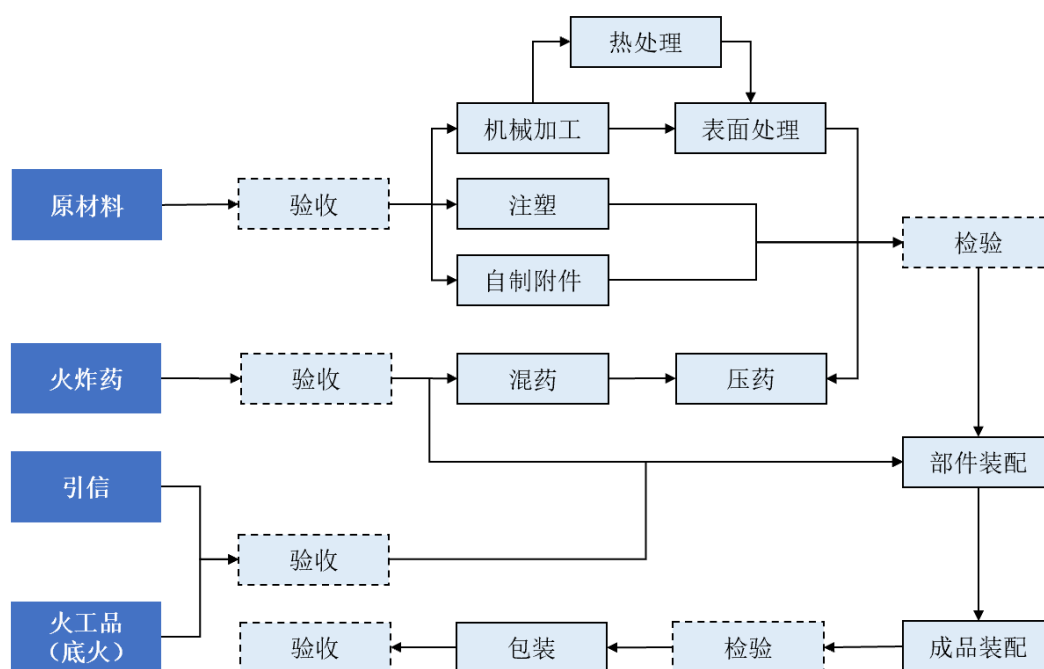 热处理
机械加工
表面处理
原材料
验收
注塑
检验
自制附件
火炸药
验收
混药
压药
引信
部件装配
验收
火工品
（底火）
验收
包装
检验
成品装配